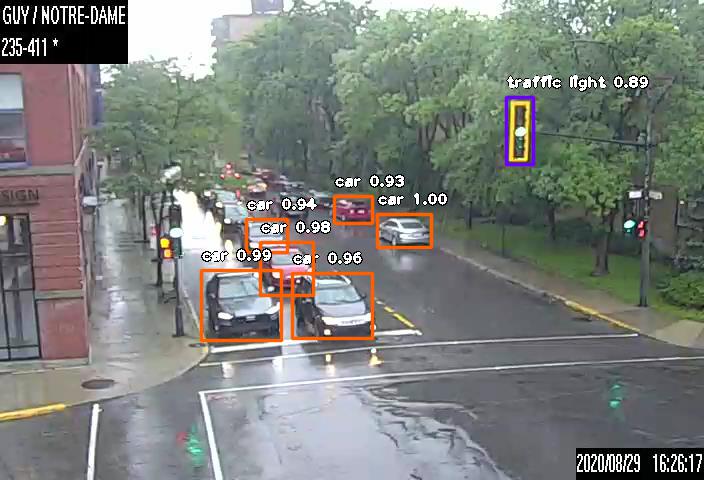 GUY / NOTRE-DAME
235-411 *
traffic light 0.89
car 0.93
car 1.00
car 0.94
car 0.98
car 0.99
car 0.96
SIGN
2020/08/29 16:26:17